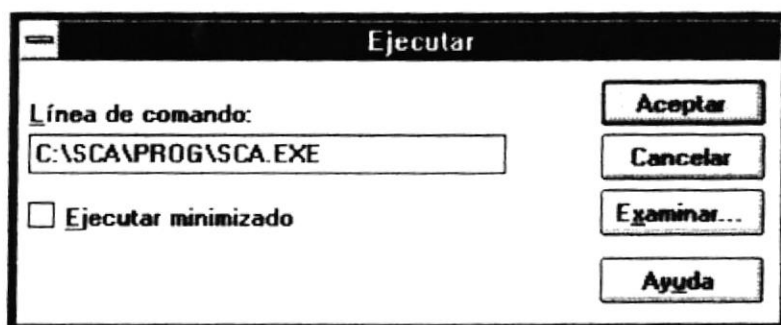 Ejecutar
Línea de comando:
C:\SCA\PROG\SCA.EXE
Ejecutar minimizado
Aceptar
Cancelar
Examinar...
Ayuda